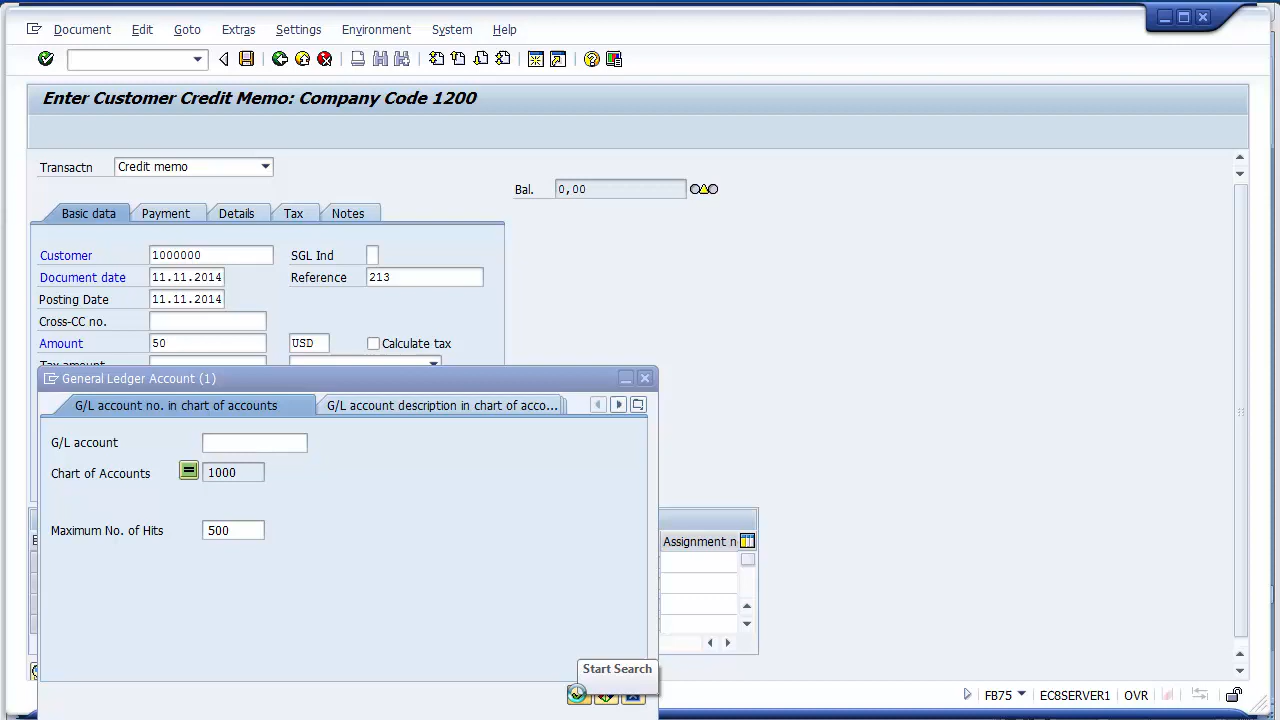 Document Edit Goto Extras Settings Environment System Help
Enter Customer Credit Memo: Company Code 1200
Transactn Credit memo
Bal. 0,00
Basic data Payment Details Tax Notes
Customer 1000000 SGL Ind
Document date 11.11.2014 Reference 213
Posting Date 11.11.2014
Cross-CC no.
Amount 50 USD Calculate tax
Tax amount
General Ledger Account (1)
G/L account no. in chart of accounts G/L account description in chart of acco...
G/L account
Chart of Accounts 1000
Maximum No. of Hits 500
Assignment n
Start Search
FB75 EC8SERVER1 OVR